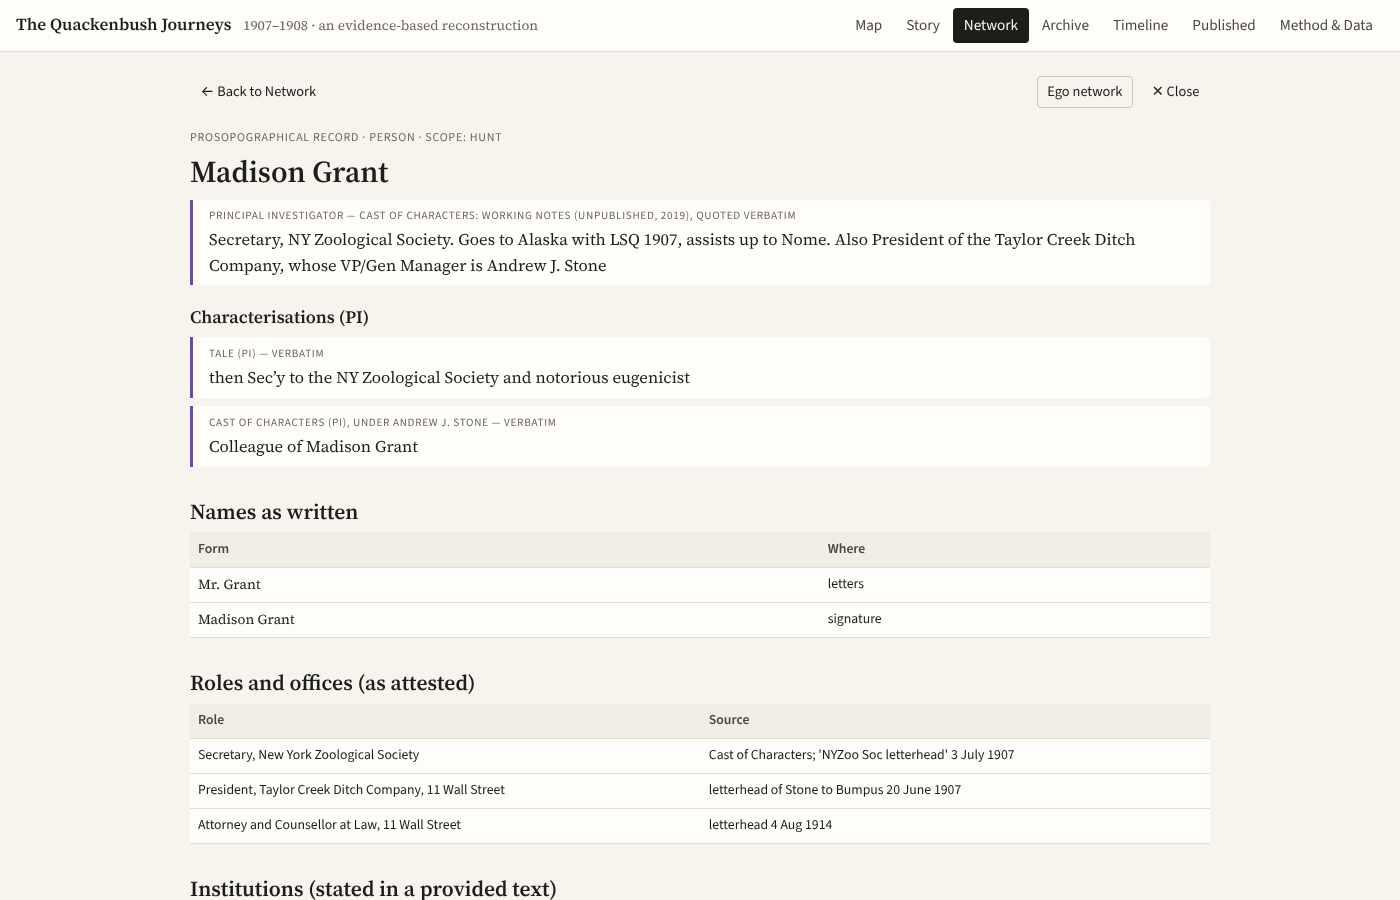 The Quackenbush Journeys 1907–1908 · an evidence-based reconstruction Map Story Network Archive Timeline Published Method & Data
← Back to Network Ego network ✕ Close
PROSOPOGRAPHICAL RECORD · PERSON · SCOPE: HUNT
Madison Grant
PRINCIPAL INVESTIGATOR — CAST OF CHARACTERS: WORKING NOTES (UNPUBLISHED, 2019), QUOTED VERBATIM
Secretary, NY Zoological Society. Goes to Alaska with LSQ 1907, assists up to Nome. Also President of the Taylor Creek Ditch
Company, whose VP/Gen Manager is Andrew J. Stone
Characterisations (PI)
TALE (PI) — VERBATIM
then Sec’y to the NY Zoological Society and notorious eugenicist
CAST OF CHARACTERS (PI), UNDER ANDREW J. STONE — VERBATIM
Colleague of Madison Grant
Names as written
Form Where
Mr. Grant letters
Madison Grant signature
Roles and offices (as attested)
Role Source
Secretary, New York Zoological Society Cast of Characters; 'NYZoo Soc letterhead' 3 July 1907
President, Taylor Creek Ditch Company, 11 Wall Street letterhead of Stone to Bumpus 20 June 1907
Attorney and Counsellor at Law, 11 Wall Street letterhead 4 Aug 1914
Institutions (stated in a provided text)